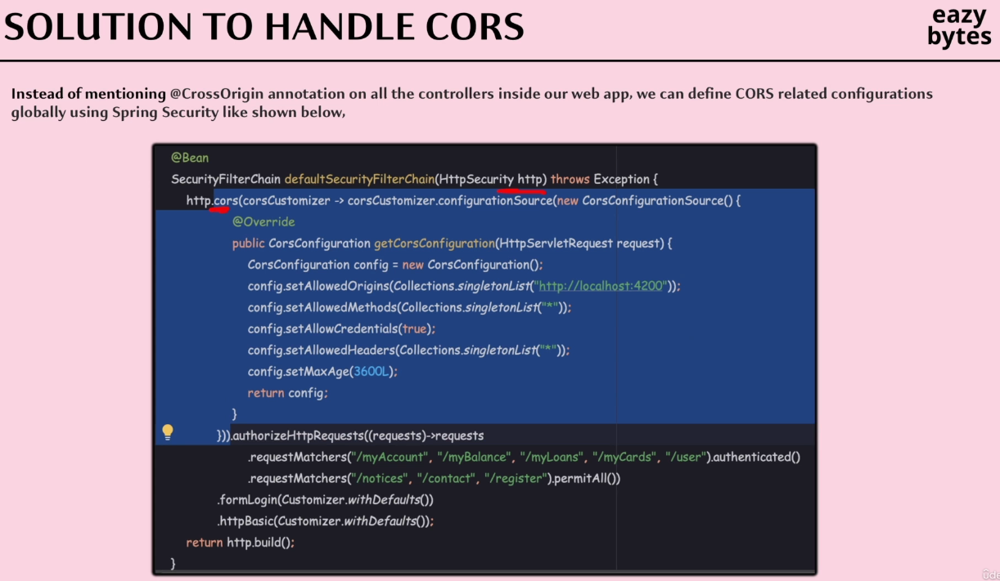 SOLUTION TO HANDLE CORS
eazy
bytes
Instead of mentioning @CrossOrigin annotation on all the controllers inside our web app, we can define CORS related configurations
globally using Spring Security like shown below,
@Bean
SecurityFilterChain defaultSecurityFilterChain(HttpSecurity http) throws Exception {
http.cors(corsCustomizer -> corsCustomizer.configurationSource(new CorsConfigurationSource() {
@Override
public CorsConfiguration getCorsConfiguration(HttpServletRequest request) {
CorsConfiguration config = new CorsConfiguration();
config.setAllowedOrigins(Collections.singletonList("http://localhost:4200"));
config.setAllowedMethods(Collections.singletonList("*"));
config.setAllowCredentials(true);
config.setAllowedHeaders(Collections.singletonList("*"));
config.setMaxAge(3600L);
return config;
}
})).authorizeHttpRequests((requests)->requests
.requestMatchers("/myAccount", "/myBalance", "/myLoans", "/myCards", "/user").authenticated()
.requestMatchers("/notices", "/contact", "/register").permitAll())
.formLogin(Customizer.withDefaults())
.httpBasic(Customizer.withDefaults());
return http.build();
}